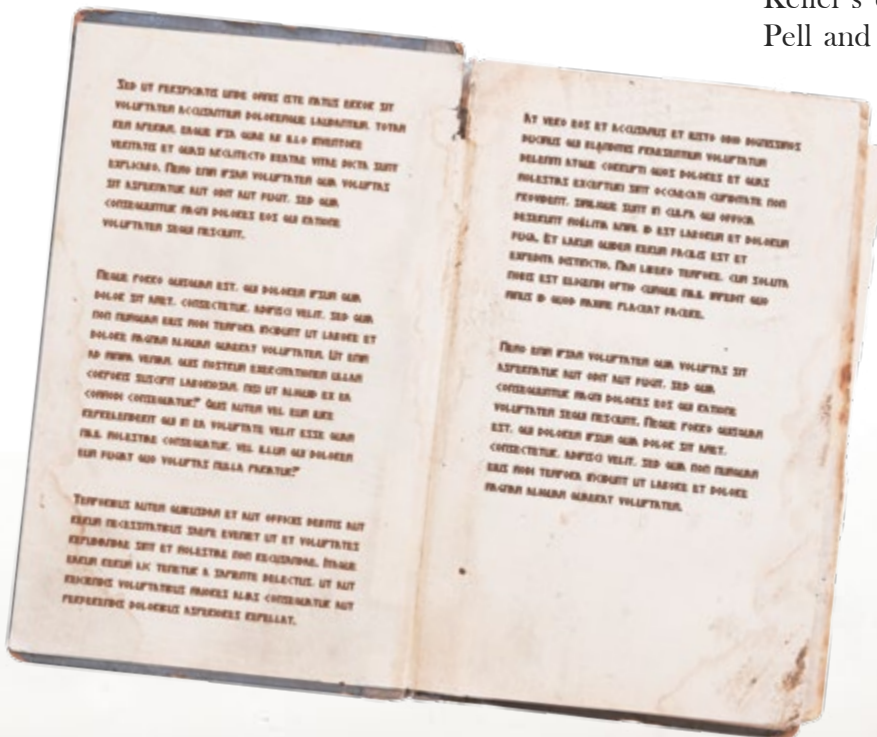 Pell and
Sed ut perspiciatis unde omnis iste natus error sit
voluptatem accusantium doloremque laudantium, totam
rem aperiam, eaque ipsa quae ab illo inventore
veritatis et quasi architecto beatae vitae dicta sunt
explicabo. Nemo enim ipsam voluptatem quia voluptas
sit aspernatur aut odit aut fugit, sed quia
consequuntur magni dolores eos qui ratione
voluptatem sequi nesciunt.
Neque porro quisquam est, qui dolorem ipsum quia
dolor sit amet, consectetur, adipisci velit, sed quia
non numquam eius modi tempora incidunt ut labore et
dolore magnam aliquam quaerat voluptatem. Ut enim
ad minima veniam, quis nostrum exercitationem ullam
corporis suscipit laboriosam, nisi ut aliquid ex ea
commodi consequatur? Quis autem vel eum iure
reprehenderit qui in ea voluptate velit esse quam
nihil molestiae consequatur, vel illum qui dolorem
eum fugiat quo voluptas nulla pariatur?
Temporibus autem quibusdam et aut officiis debitis aut
rerum necessitatibus saepe eveniet ut et voluptates
repudiandae sint et molestiae non recusandae. Itaque
earum rerum hic tenetur a sapiente delectus, ut aut
reiciendis voluptatibus maiores alias consequatur aut
perferendis doloribus asperiores repellat.
At vero eos et accusamus et iusto odio dignissimos
ducimus qui blanditiis praesentium voluptatum
deleniti atque corrupti quos dolores et quas
molestias excepturi sint occaecati cupiditate non
provident, similique sunt in culpa qui officia
deserunt mollitia animi, id est laborum et dolorum
fuga. Et harum quidem rerum facilis est et
expedita distinctio. Nam libero tempore, cum soluta
nobis est eligendi optio cumque nihil impedit quo
minus id quod maxime placeat facere.
Nemo enim ipsam voluptatem quia voluptas sit
aspernatur aut odit aut fugit, sed quia
consequuntur magni dolores eos qui ratione
voluptatem sequi nesciunt. Neque porro quisquam
est, qui dolorem ipsum quia dolor sit amet,
consectetur, adipisci velit, sed quia non numquam
eius modi tempora incidunt ut labore et dolore
magnam aliquam quaerat voluptatem.